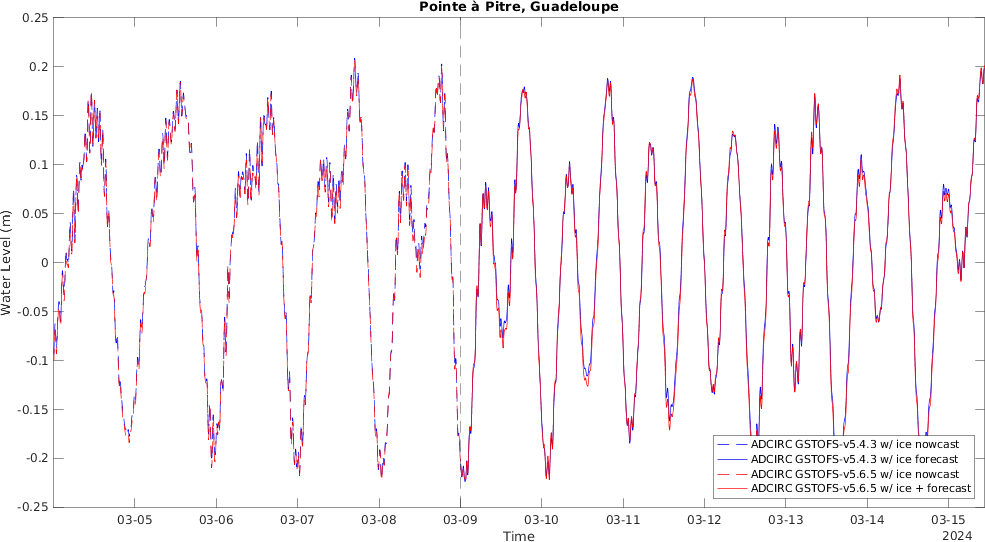 Pointe à Pitre, Guadeloupe
0.25
0.2
0.15
0.1
0.05
0
-0.05
-0.1
-0.15
-0.2
-0.25
Water Level (m)
ADCIRC GSTOFS-v5.4.3 w/ ice nowcast
ADCIRC GSTOFS-v5.4.3 w/ ice forecast
ADCIRC GSTOFS-v5.6.5 w/ ice nowcast
ADCIRC GSTOFS-v5.6.5 w/ ice + forecast
03-05 03-06 03-07 03-08 03-09 03-10 03-11 03-12 03-13 03-14 03-15
Time
2024